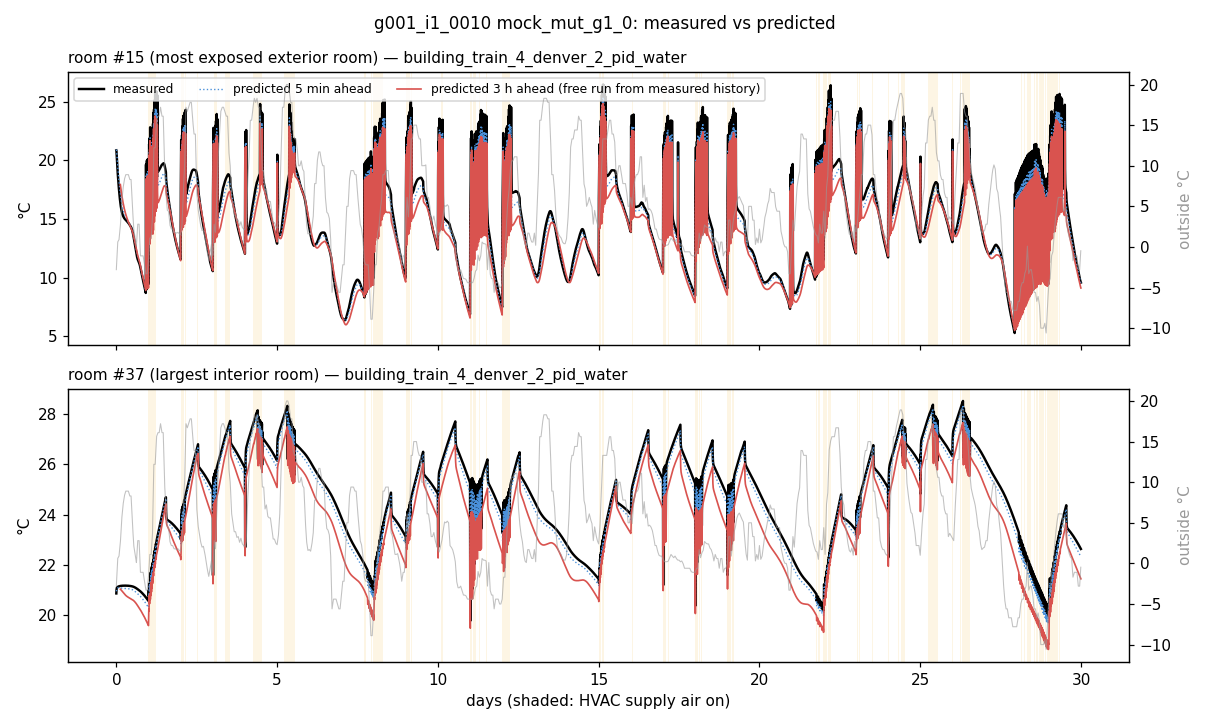 g001_i1_0010 mock_mut_g1_0: measured vs predicted
room #15 (most exposed exterior room) — building_train_4_denver_2_pid_water
measured
predicted 5 min ahead
predicted 3 h ahead (free run from measured history)
25
20
15
10
5
°C
20
15
10
5
0
−5
−10
outside °C
room #37 (largest interior room) — building_train_4_denver_2_pid_water
28
26
24
22
20
°C
20
15
10
5
0
−5
−10
outside °C
0 5 10 15 20 25 30
days (shaded: HVAC supply air on)